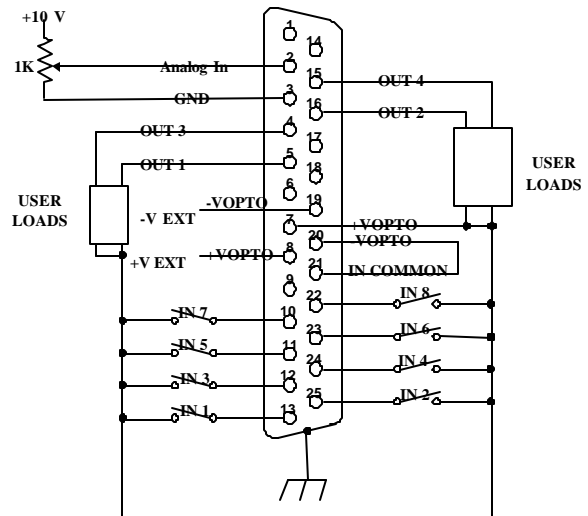 +10 V
1
14
1K
Analog In
2
15
OUT 4
GND
3
16
OUT 2
OUT 3
4
17
OUT 1
5
18
USER
LOADS
6
19
-VOPTO
-V EXT
USER
LOADS
7
+VOPTO
20
-VOPTO
+V EXT
+VOPTO
8
21
IN COMMON
9
22
IN 8
IN 7
10
23
IN 6
IN 5
11
24
IN 4
IN 3
12
25
IN 2
IN 1
13